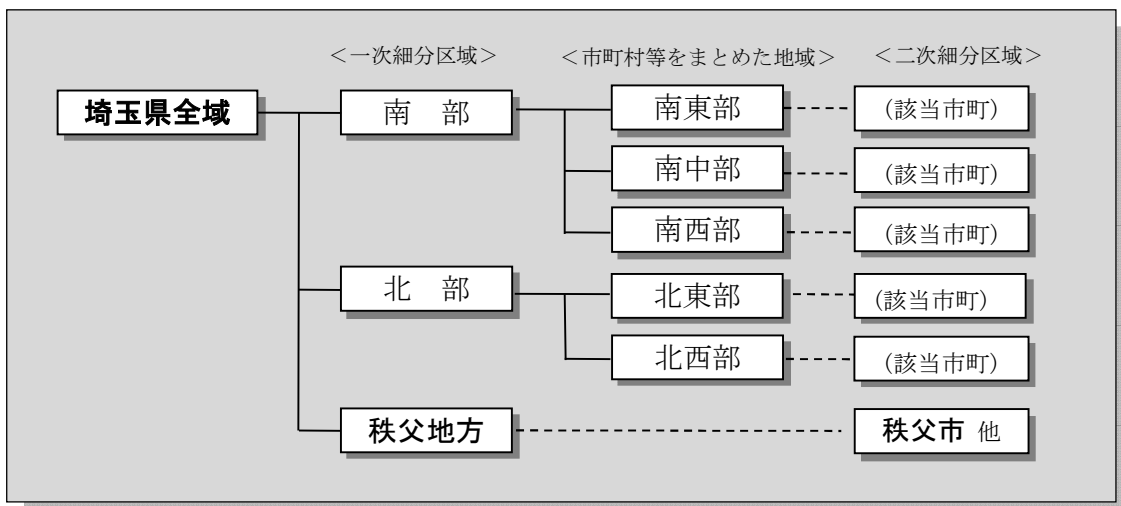 <一次細分区域>
<市町村等をまとめた地域>
<二次細分区域>
埼玉県全域
南 部
南東部
(該当市町)
南中部
(該当市町)
南西部
(該当市町)
北 部
北東部
(該当市町)
北西部
(該当市町)
秩父地方
秩父市 他